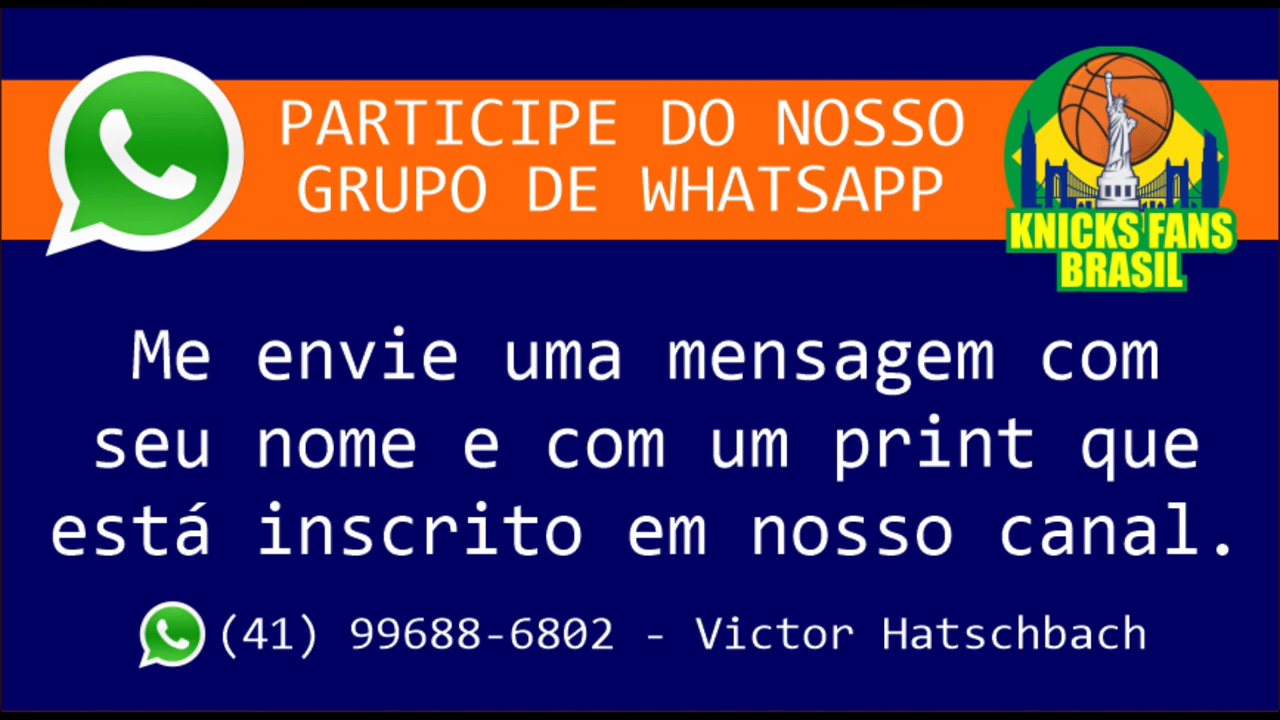 PARTICIPE DO NOSSO
GRUPO DE WHATSAPP
KNICKS FANS
BRASIL
Me envie uma mensagem com
seu nome e com um print que
está inscrito em nosso canal.
(41) 99688-6802 - Victor Hatschbach